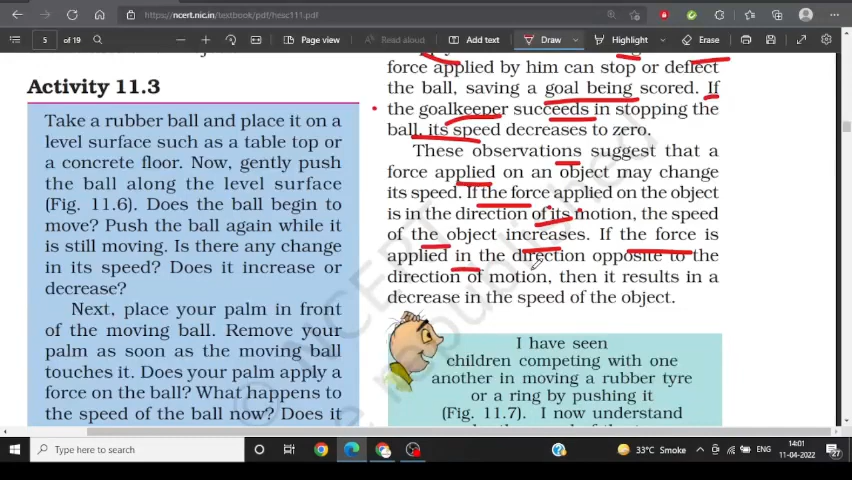 https://ncert.nic.in/textbook/pdf/hesc111.pdf
5 of 19
Page view
Read aloud
Add text
Draw
Highlight
Erase
Activity 11.3
Take a rubber ball and place it on a
level surface such as a table top or
a concrete floor. Now, gently push
the ball along the level surface
(Fig. 11.6). Does the ball begin to
move? Push the ball again while it
is still moving. Is there any change
in its speed? Does it increase or
decrease?
Next, place your palm in front
of the moving ball. Remove your
palm as soon as the moving ball
touches it. Does your palm apply a
force on the ball? What happens to
the speed of the ball now? Does it
force applied by him can stop or deflect
the ball, saving a goal being scored. If
the goalkeeper succeeds in stopping the
ball, its speed decreases to zero.
These observations suggest that a
force applied on an object may change
its speed. If the force applied on the object
is in the direction of its motion, the speed
of the object increases. If the force is
applied in the direction opposite to the
direction of motion, then it results in a
decrease in the speed of the object.
I have seen
children competing with one
another in moving a rubber tyre
or a ring by pushing it
(Fig. 11.7). I now understand
© NCERT
republished
Type here to search
33°C Smoke
ENG
14:01
11-04-2022
27